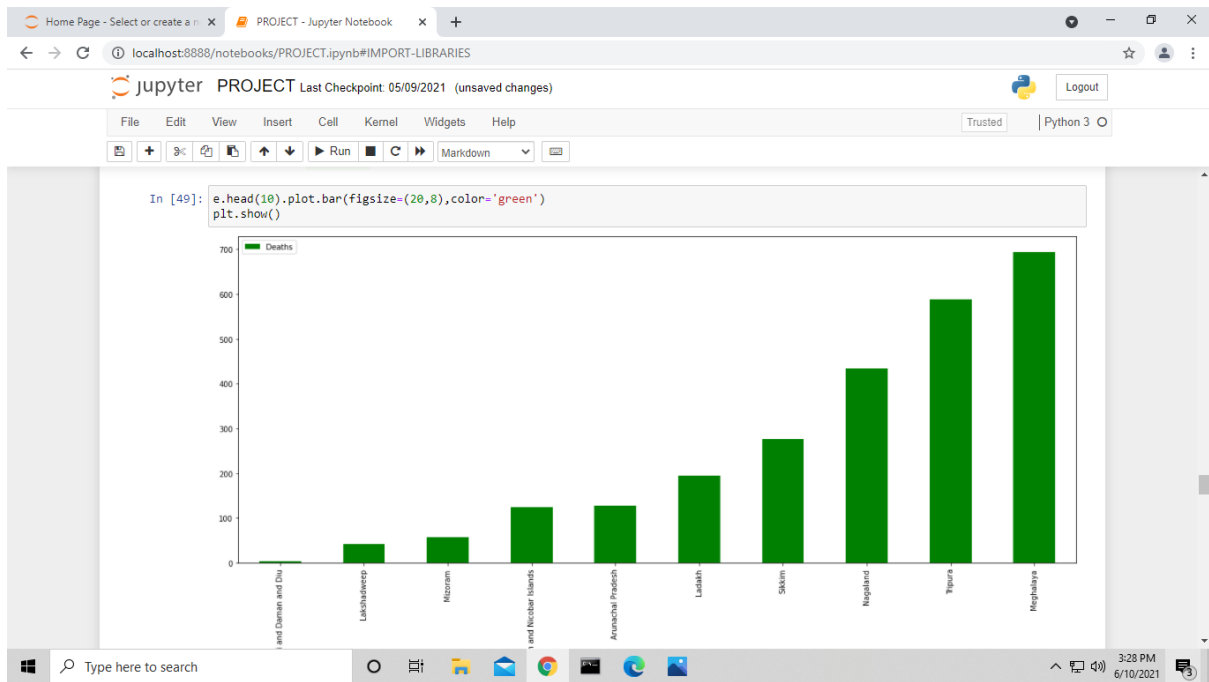 Home Page - Select or create a n
PROJECT - Jupyter Notebook
localhost:8888/notebooks/PROJECT.ipynb#IMPORT-LIBRARIES
jupyter PROJECT Last Checkpoint: 05/09/2021 (unsaved changes)
Logout
File Edit View Insert Cell Kernel Widgets Help
Trusted Python 3
Run Markdown
In [49]: e.head(10).plot.bar(figsize=(20,8),color='green')
plt.show()
Deaths
700
600
500
400
300
200
100
0
i and Daman and Diu
Lakshadweep
Mizoram
and Nicobar Islands
Arunachal Pradesh
Ladakh
Sikkim
Nagaland
Tripura
Meghalaya
Type here to search
3:28 PM
6/10/2021
3